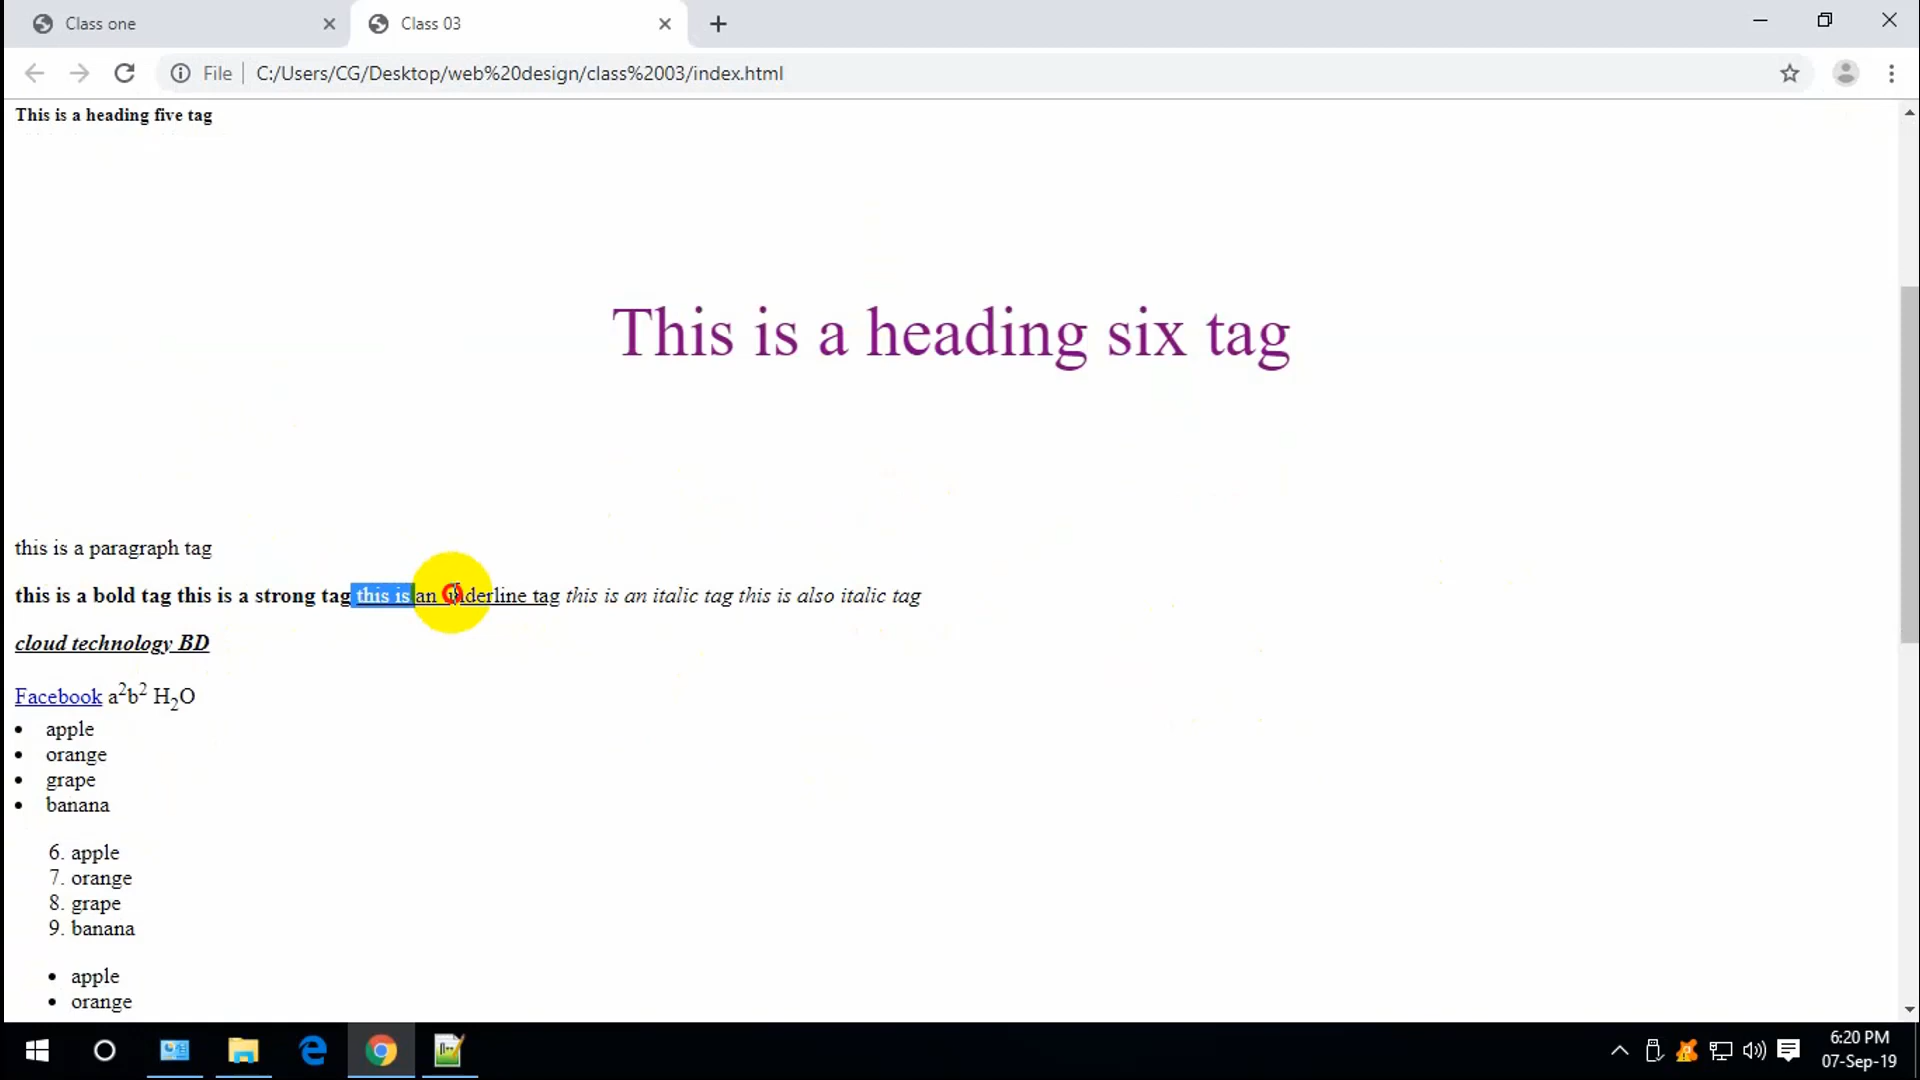 Class one
Class 03
File
C:/Users/CG/Desktop/web%20design/class%2003/index.html
This is a heading five tag
This is a heading six tag
this is a paragraph tag
this is a bold tag this is a strong tag this is an underline tag this is an italic tag this is also italic tag
cloud technology BD
Facebook a²b² H₂O
• apple
• orange
• grape
• banana
6. apple
7. orange
8. grape
9. banana
• apple
• orange
6:20 PM
07-Sep-19